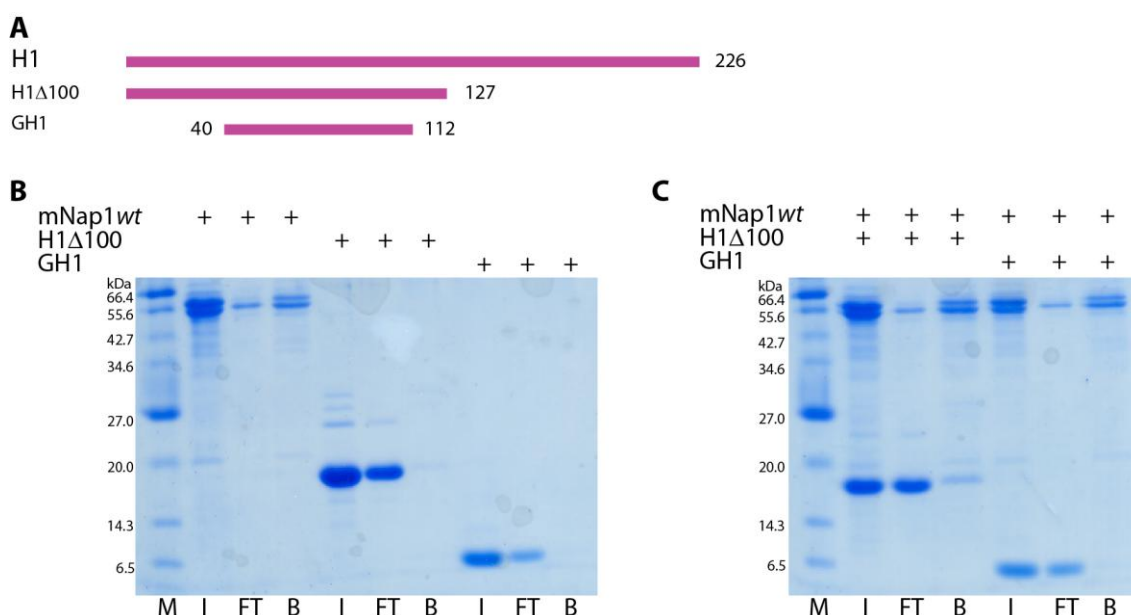 A
H1 226
H1Δ100 127
GH1 40 112
B
mNap1wt + + +
H1Δ100 + + +
GH1 + + +
kDa
66.4
55.6
42.7
34.6
27.0
20.0
14.3
6.5
M I FT B I FT B I FT B
C
mNap1wt + + + + + +
H1Δ100 + + +
GH1 + + +
kDa
66.4
55.6
42.7
34.6
27.0
20.0
14.3
6.5
M I FT B I FT B